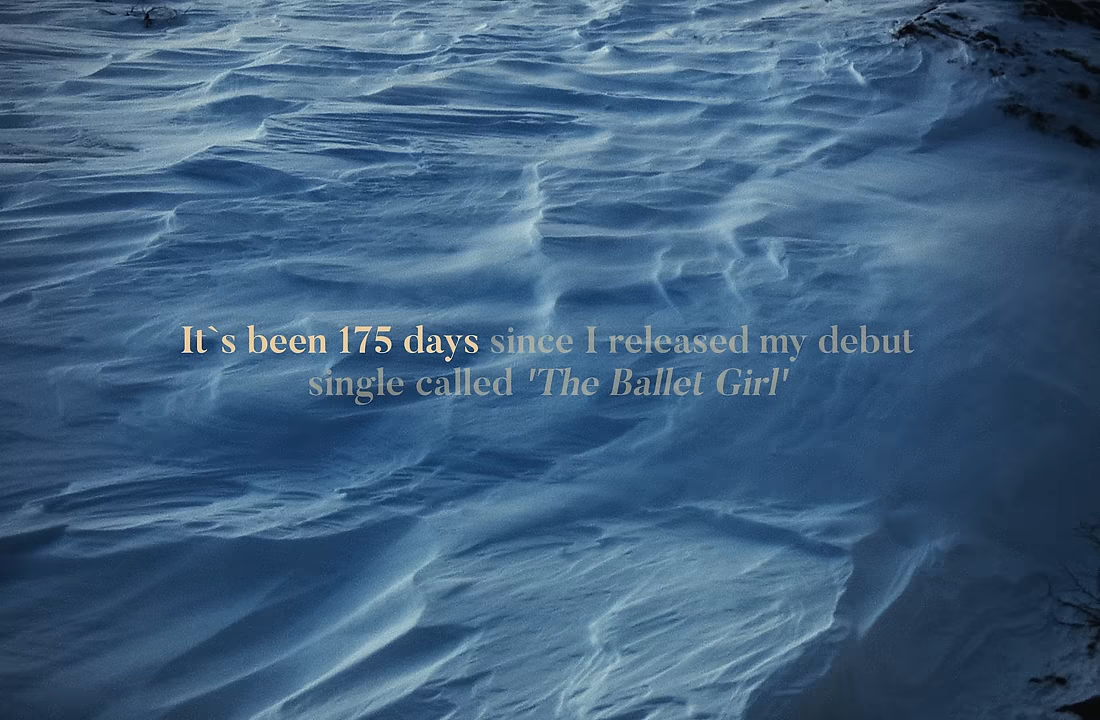 It`s been 175 days since I released my debut
single called 'The Ballet Girl'